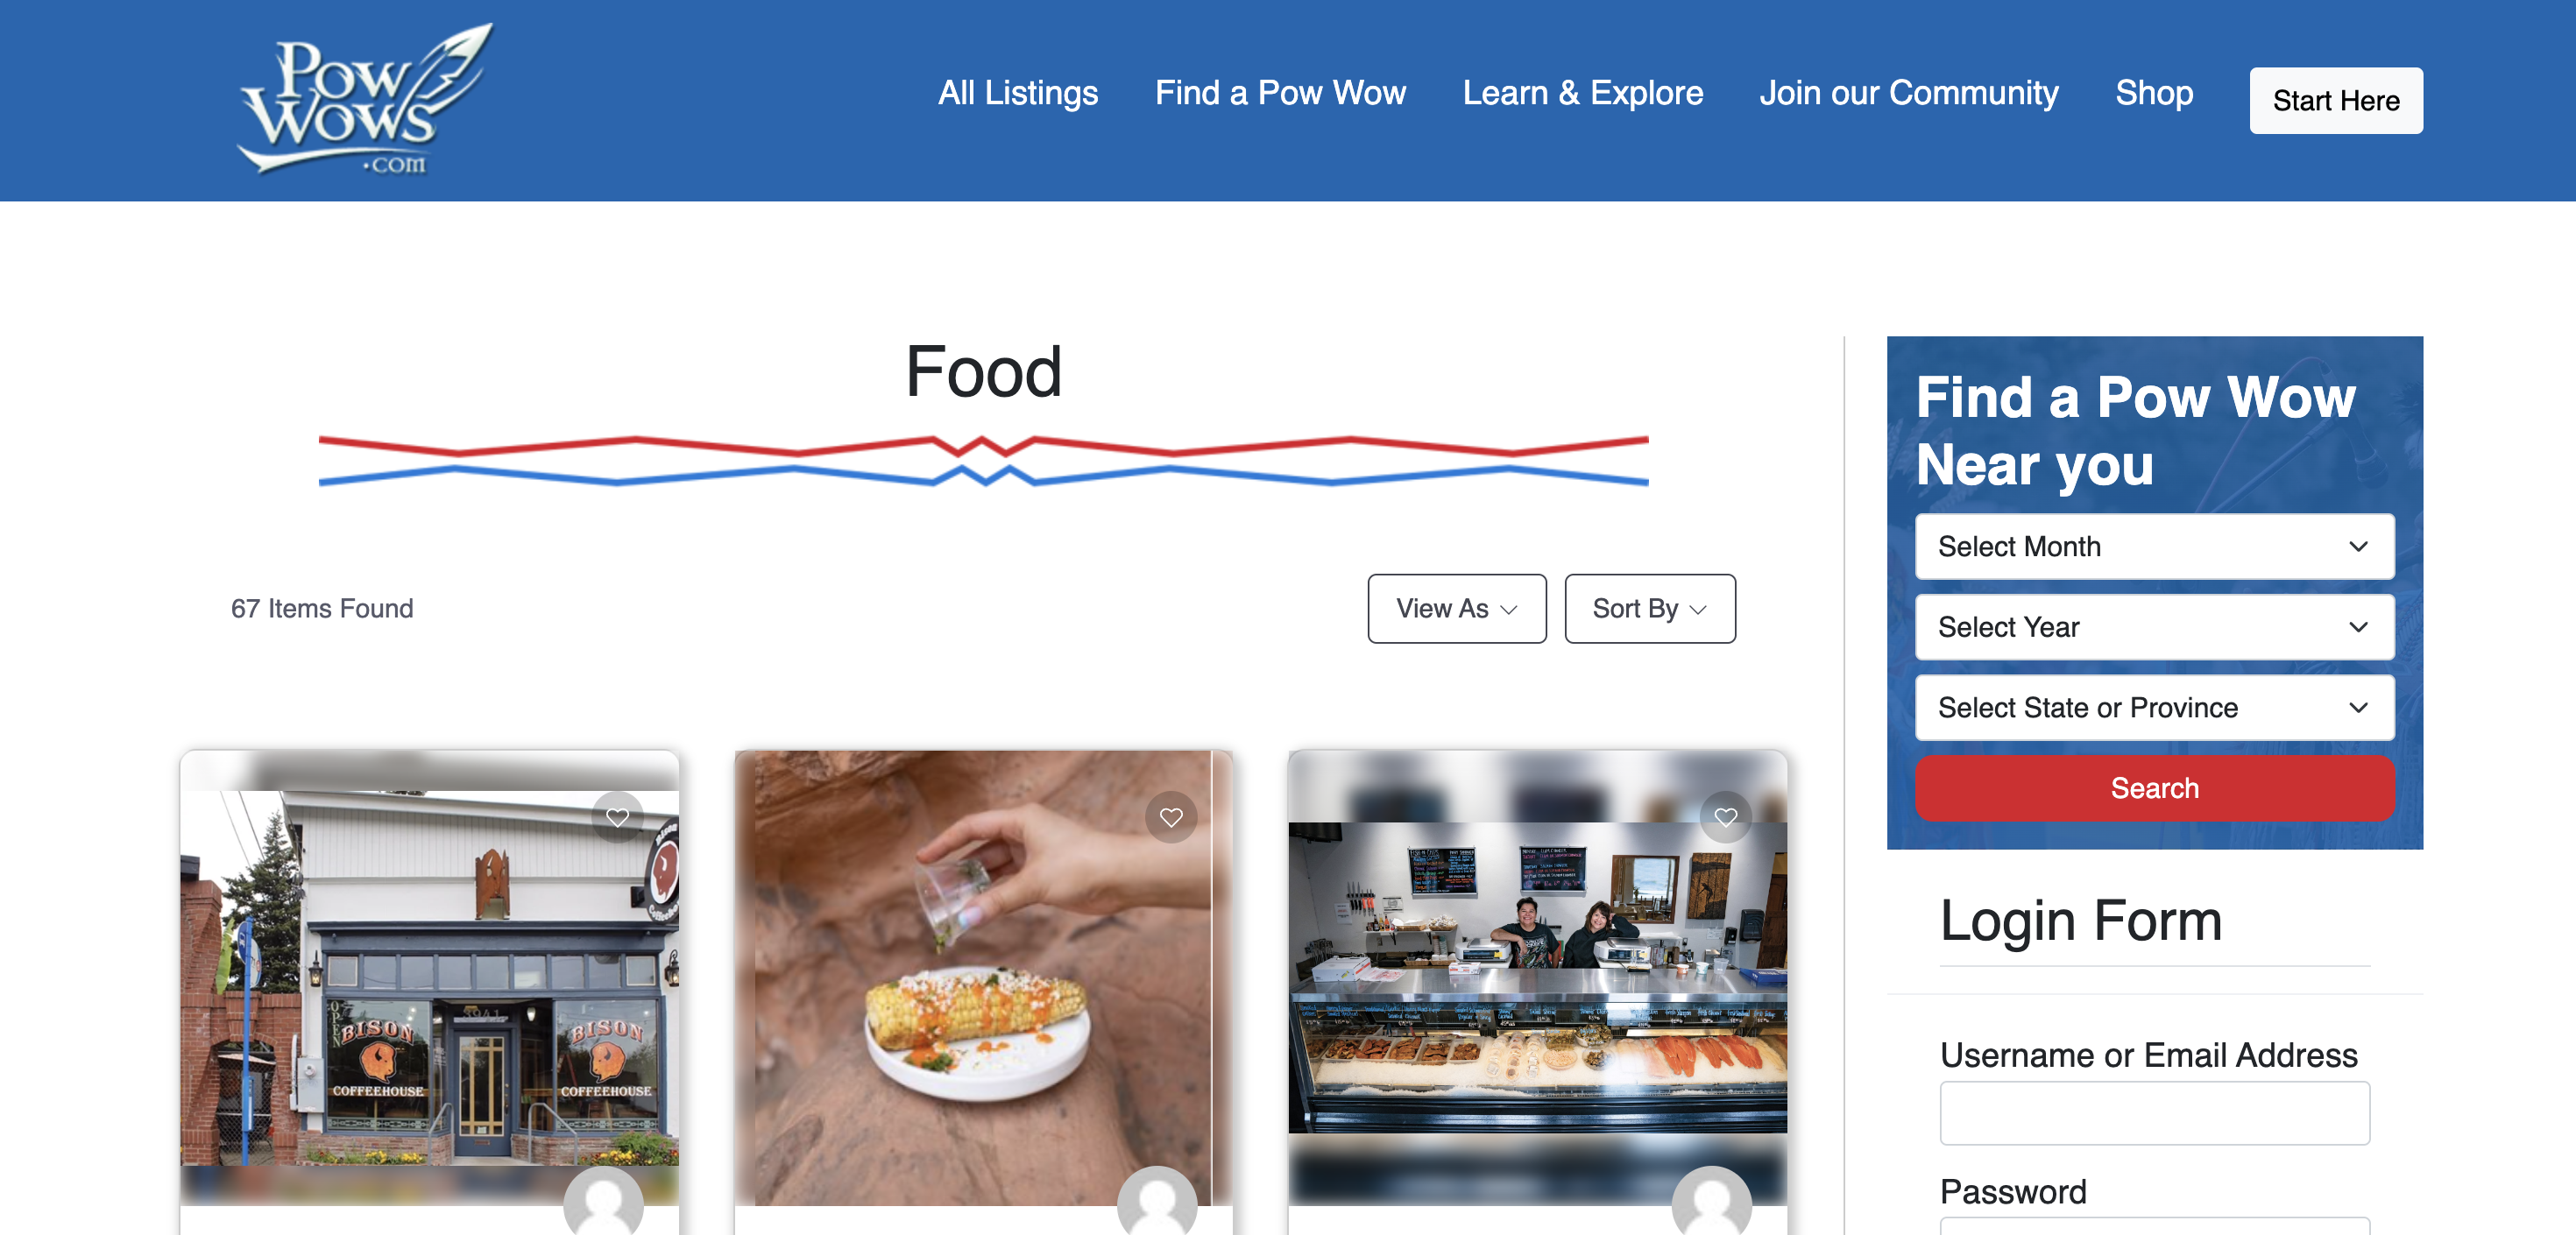 Pow
Wows
.com
All Listings
Find a Pow Wow
Learn & Explore
Join our Community
Shop
Start Here
Food
67 Items Found
View As
Sort By
Find a Pow Wow
Near you
Select Month
Select Year
Select State or Province
Search
Login Form
Username or Email Address
Password
OPEN
3941
BISON
COFFEEHOUSE
BISON
COFFEEHOUSE